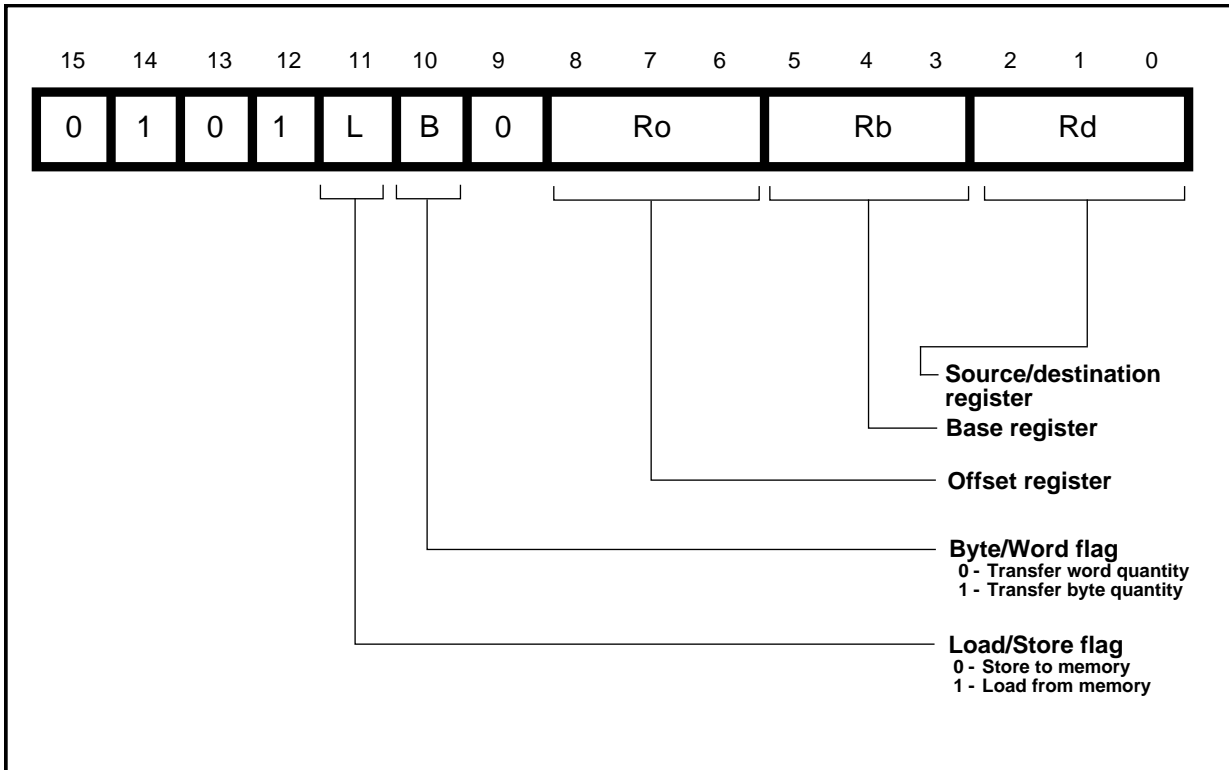 15 14 13 12 11 10 9 8 7 6 5 4 3 2 1 0
0 1 0 1 L B 0 Ro Rb Rd
Source/destination
register
Base register
Offset register
Byte/Word flag
0 - Transfer word quantity
1 - Transfer byte quantity
Load/Store flag
0 - Store to memory
1 - Load from memory